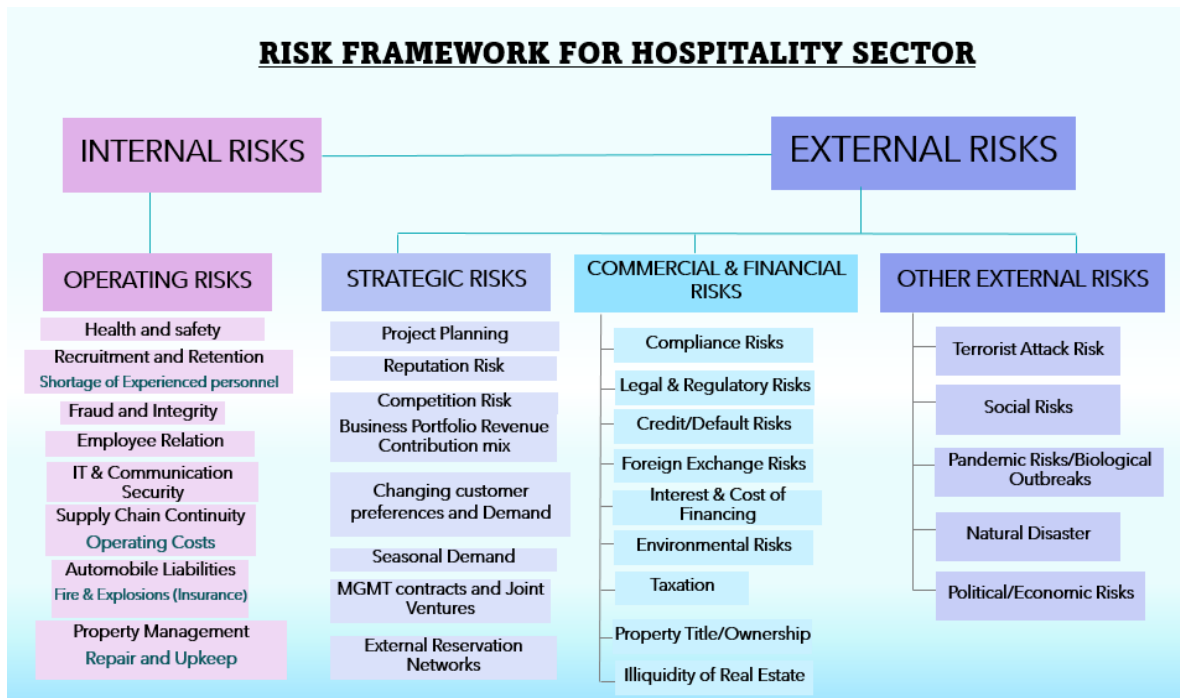 RISK FRAMEWORK FOR HOSPITALITY SECTOR
INTERNAL RISKS
EXTERNAL RISKS
OPERATING RISKS
Health and safety
Recruitment and Retention
Shortage of Experienced personnel
Fraud and Integrity
Employee Relation
IT & Communication
Security
Supply Chain Continuity
Operating Costs
Automobile Liabilities
Fire & Explosions (Insurance)
Property Management
Repair and Upkeep
STRATEGIC RISKS
Project Planning
Reputation Risk
Competition Risk
Business Portfolio Revenue
Contribution mix
Changing customer
preferences and Demand
Seasonal Demand
MGMT contracts and Joint
Ventures
External Reservation
Networks
COMMERCIAL & FINANCIAL
RISKS
Compliance Risks
Legal & Regulatory Risks
Credit/Default Risks
Foreign Exchange Risks
Interest & Cost of
Financing
Environmental Risks
Taxation
Property Title/Ownership
Illiquidity of Real Estate
OTHER EXTERNAL RISKS
Terrorist Attack Risk
Social Risks
Pandemic Risks/Biological
Outbreaks
Natural Disaster
Political/Economic Risks